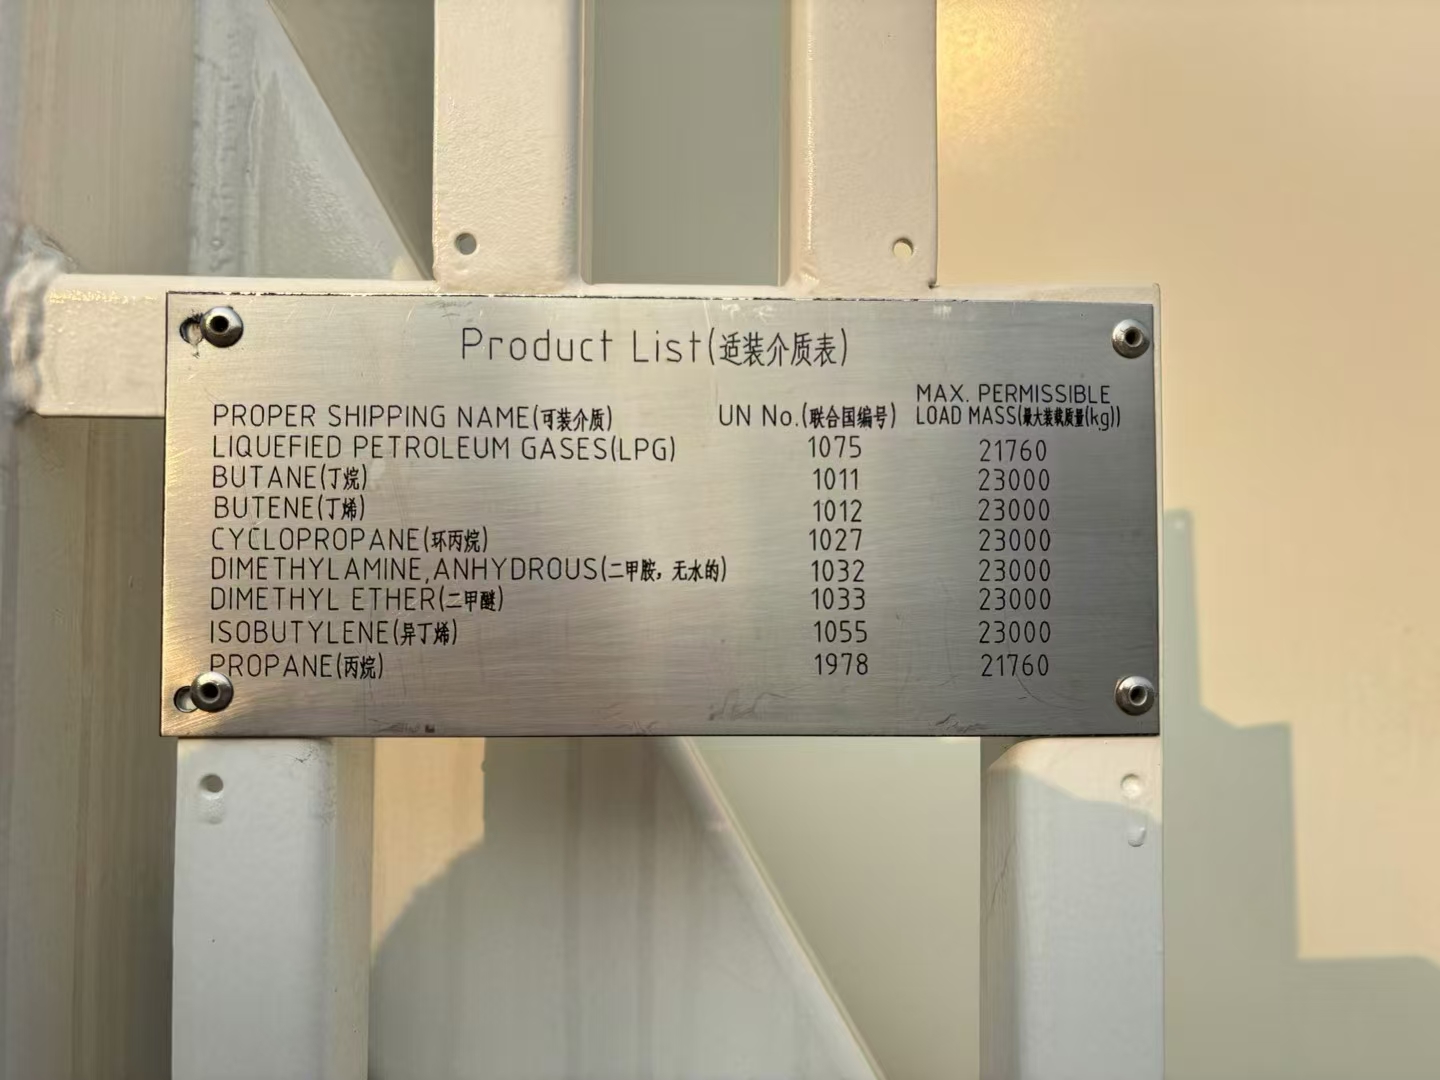 Product List(适装介质表)
PROPER SHIPPING NAME(可装介质) UN No.(联合国编号) MAX. PERMISSIBLE LOAD MASS(最大装载质量(kg))
LIQUEFIED PETROLEUM GASES(LPG) 1075 21760
BUTANE(丁烷) 1011 23000
BUTENE(丁烯) 1012 23000
CYCLOPROPANE(环丙烷) 1027 23000
DIMETHYLAMINE,ANHYDROUS(二甲胺，无水的) 1032 23000
DIMETHYL ETHER(二甲醚) 1033 23000
ISOBUTYLENE(异丁烯) 1055 23000
PROPANE(丙烷) 1978 21760